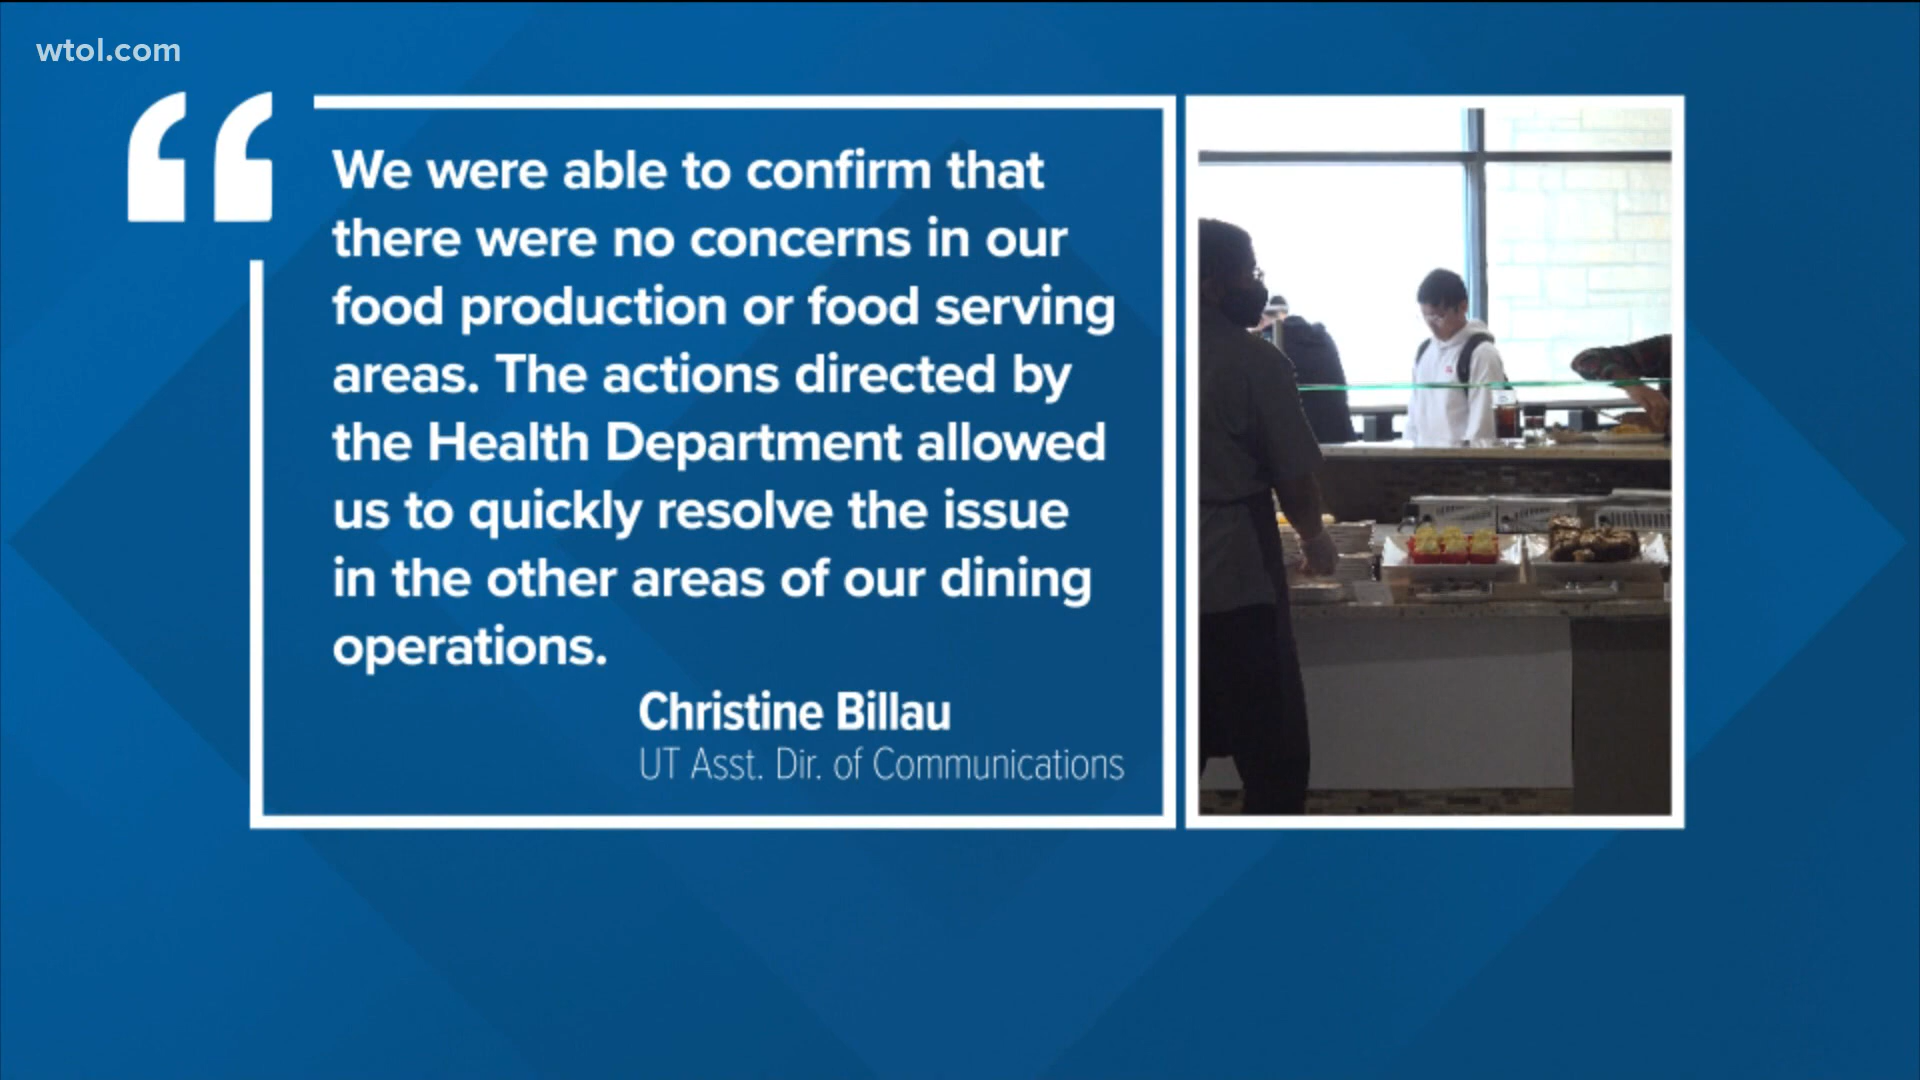 wtol.com
“
We were able to confirm that
there were no concerns in our
food production or food serving
areas. The actions directed by
the Health Department allowed
us to quickly resolve the issue
in the other areas of our dining
operations.
Christine Billau
UT Asst. Dir. of Communications